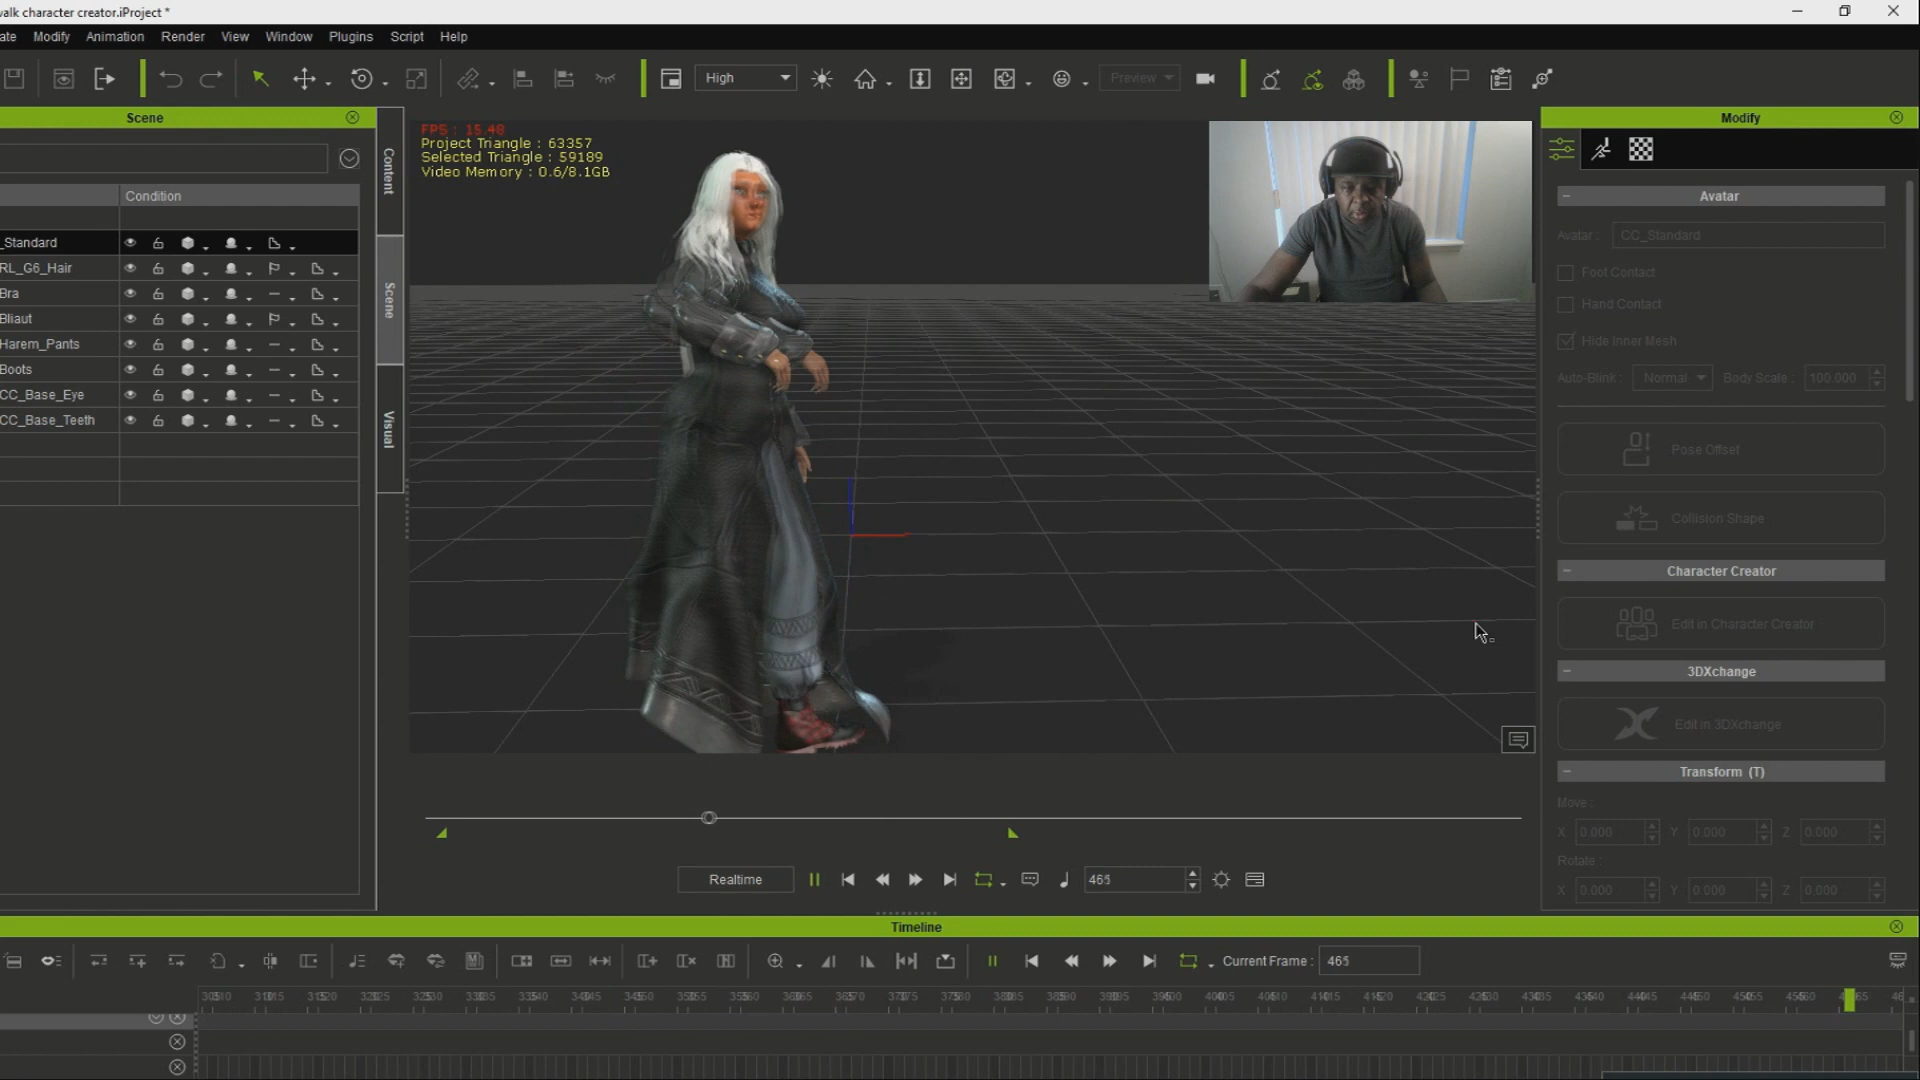 walk character creator.iProject *
ate Modify Animation Render View Window Plugins Script Help
High
Preview
Scene
Modify
Content
Scene
Visual
FPS : 15.48
Project Triangle : 63357
Selected Triangle : 59189
Video Memory : 0.6/8.1GB
Condition
_Standard
RL_G6_Hair
Bra
Bliaut
Harem_Pants
Boots
CC_Base_Eye
CC_Base_Teeth
Avatar
Avatar : CC_Standard
Foot Contact
Hand Contact
Hide Inner Mesh
Auto-Blink : Normal Body Scale : 100.000
Pose Offset
Collision Shape
Character Creator
Edit in Character Creator
3DXchange
Edit in 3DXchange
Transform (T)
Move :
X 0.000 Y 0.000 Z 0.000
Rotate :
X 0.000 Y 0.000 Z 0.000
Realtime
465
Timeline
Current Frame : 465